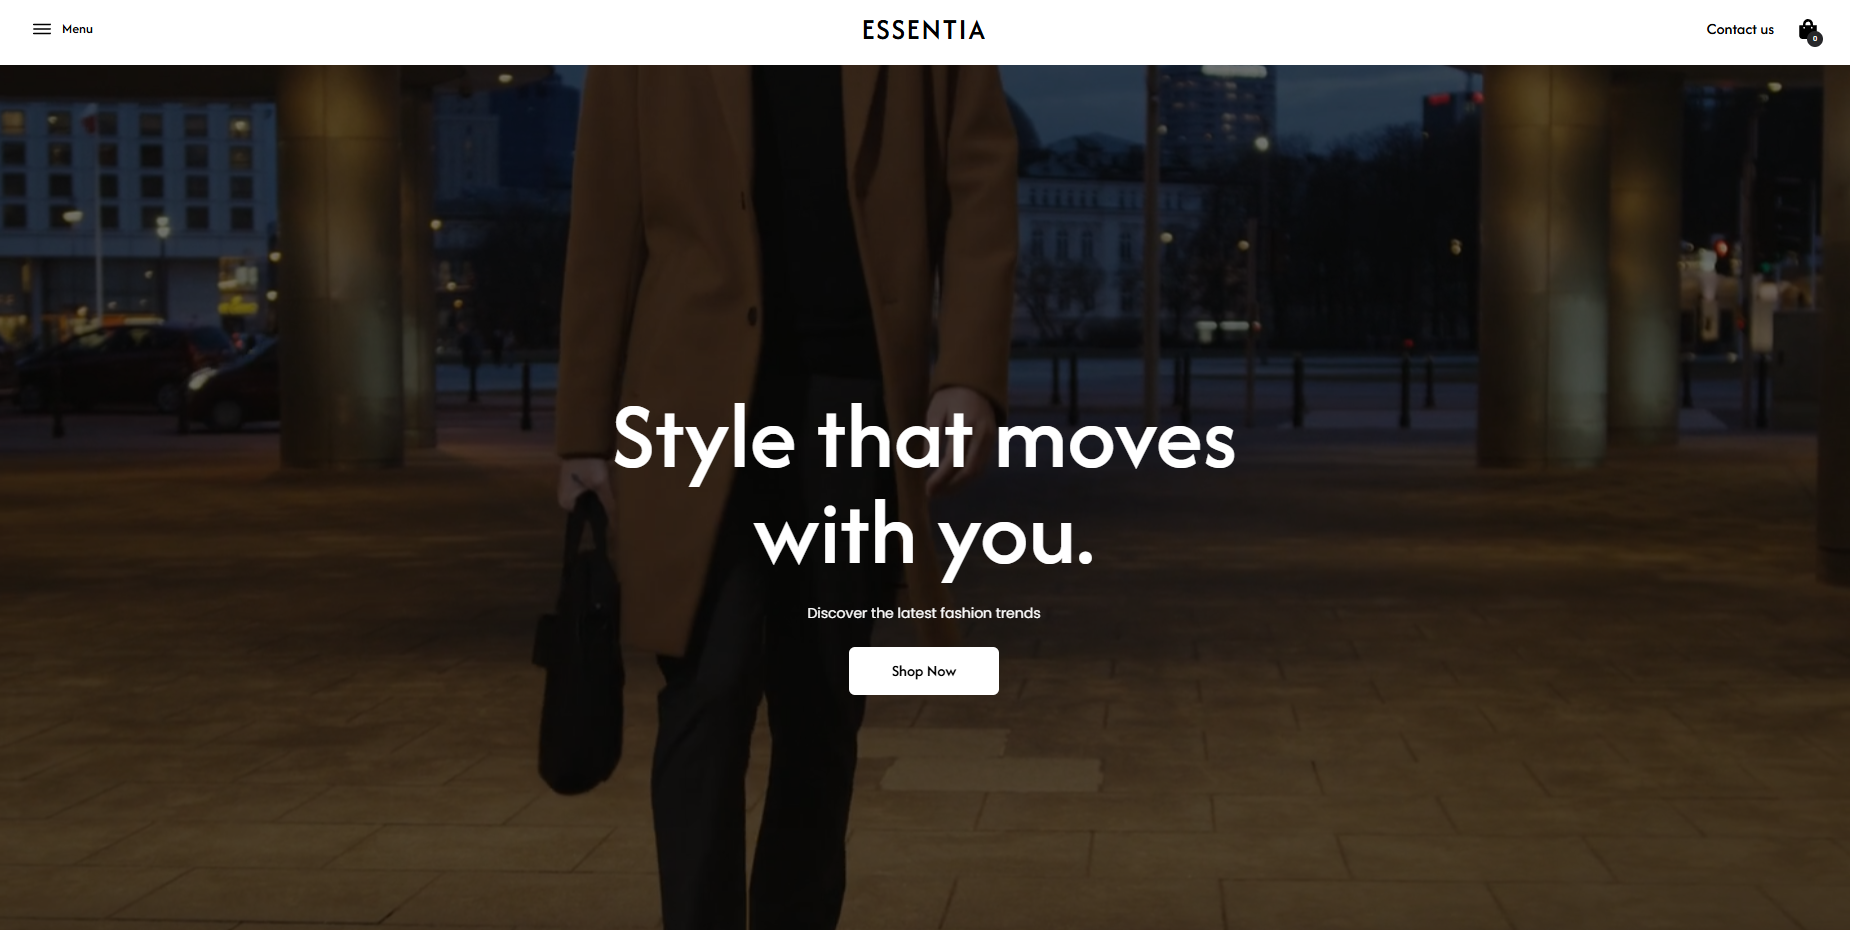 Menu
ESSENTIA
Contact us
0
Style that moves
with you.
Discover the latest fashion trends
Shop Now